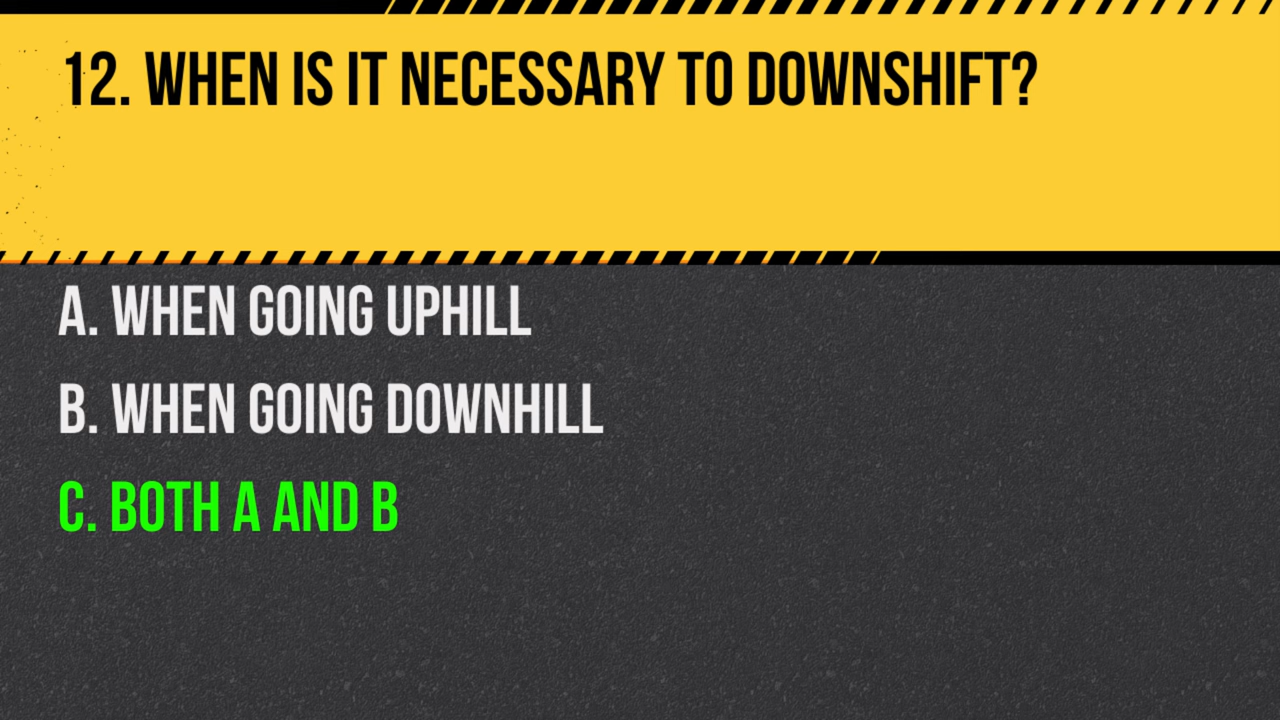 12. WHEN IS IT NECESSARY TO DOWNSHIFT?
A. WHEN GOING UPHILL
B. WHEN GOING DOWNHILL
C. BOTH A AND B